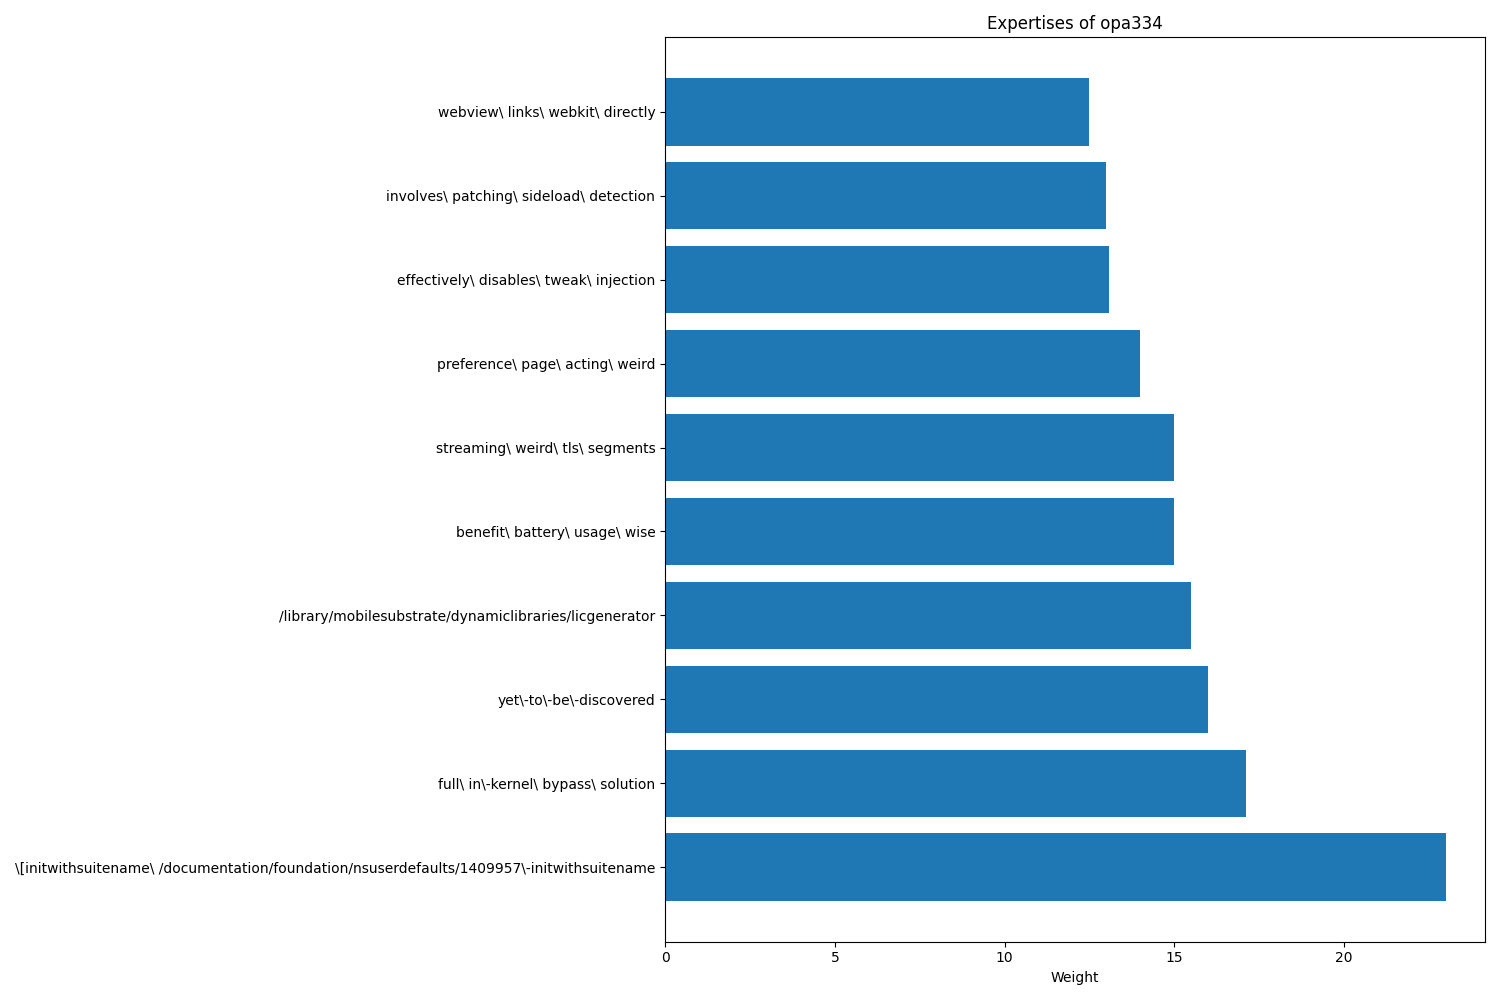 Expertises of opa334
webview\ links\ webkit\ directly
involves\ patching\ sideload\ detection
effectively\ disables\ tweak\ injection
preference\ page\ acting\ weird
streaming\ weird\ tls\ segments
benefit\ battery\ usage\ wise
/library/mobilesubstrate/dynamiclibraries/licgenerator
yet\-to\-be\-discovered
full\ in\-kernel\ bypass\ solution
\[initwithsuitename\ /documentation/foundation/nsuserdefaults/1409957\-initwithsuitename
0 5 10 15 20
Weight